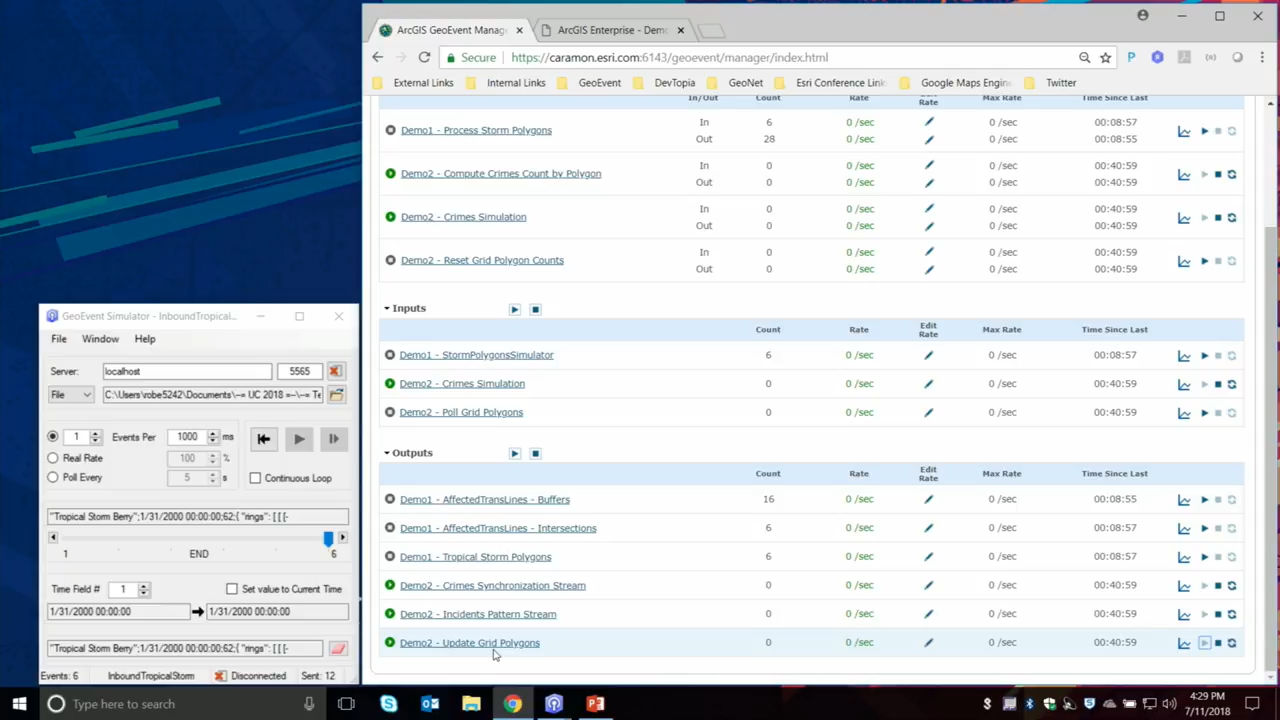 ArcGIS GeoEvent Manag
ArcGIS Enterprise - Demo
Secure https://caramon.esri.com:6143/geoevent/manager/index.html
External Links Internal Links GeoEvent DevTopia GeoNet Esri Conference Link Google Maps Engin Twitter
In/Out Count Rate Edit Rate Max Rate Time Since Last
Demo1 - Process Storm Polygons In 6 0 /sec 0 /sec 00:08:57
Out 28 0 /sec 0 /sec 00:08:55
Demo2 - Compute Crimes Count by Polygon In 0 0 /sec 0 /sec 00:40:59
Out 0 0 /sec 0 /sec 00:40:59
Demo2 - Crimes Simulation In 0 0 /sec 0 /sec 00:40:59
Out 0 0 /sec 0 /sec 00:40:59
Demo2 - Reset Grid Polygon Counts In 0 0 /sec 0 /sec 00:40:59
Out 0 0 /sec 0 /sec 00:40:59
Inputs
Count Rate Edit Rate Max Rate Time Since Last
Demo1 - StormPolygonsSimulator 6 0 /sec 0 /sec 00:08:57
Demo2 - Crimes Simulation 0 0 /sec 0 /sec 00:40:59
Demo2 - Poll Grid Polygons 0 0 /sec 0 /sec 00:40:59
Outputs
Count Rate Edit Rate Max Rate Time Since Last
Demo1 - AffectedTransLines - Buffers 16 0 /sec 0 /sec 00:08:55
Demo1 - AffectedTransLines - Intersections 6 0 /sec 0 /sec 00:08:57
Demo1 - Tropical Storm Polygons 6 0 /sec 0 /sec 00:08:57
Demo2 - Crimes Synchronization Stream 0 0 /sec 0 /sec 00:40:59
Demo2 - Incidents Pattern Stream 0 0 /sec 0 /sec 00:40:59
Demo2 - Update Grid Polygons 0 0 /sec 0 /sec 00:40:59
GeoEvent Simulator - InboundTropical...
File Window Help
Server: localhost 5565
File C:\Users\robe5242\Documents\--= UC 2018 =--\--= Te
1 Events Per 1000 ms
Real Rate 100 %
Poll Every 5 s Continuous Loop
"Tropical Storm Berry";1/31/2000 00:00:00;62;{ "rings": [ [ [-
1 END 6
Time Field # 1 Set value to Current Time
1/31/2000 00:00:00 1/31/2000 00:00:00
"Tropical Storm Berry";1/31/2000 00:00:00;62;{ "rings": [ [ [-
Events: 6 InboundTropicalStorm Disconnected Sent: 12
Type here to search
4:29 PM
7/11/2018